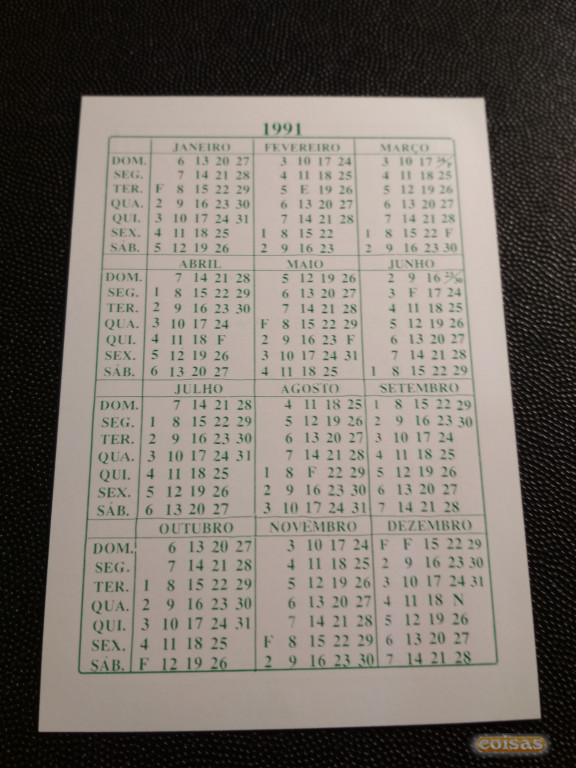 1991
JANEIRO FEVEREIRO MARÇO
DOM. 6 13 20 27 3 10 17 24 3 10 17 24/P
SEG. 7 14 21 28 4 11 18 25 4 11 18 25
TER. F 8 15 22 29 5 E 19 26 5 12 19 26
QUA. 2 9 16 23 30 6 13 20 27 6 13 20 27
QUI. 3 10 17 24 31 7 14 21 28 7 14 21 28
SEX. 4 11 18 25 1 8 15 22 1 8 15 22 F
SÁB. 5 12 19 26 2 9 16 23 2 9 16 23 30
ABRIL MAIO JUNHO
DOM. 7 14 21 28 5 12 19 26 2 9 16 23/30
SEG. 1 8 15 22 29 6 13 20 27 3 F 17 24
TER. 2 9 16 23 30 7 14 21 28 4 11 18 25
QUA. 3 10 17 24 F 8 15 22 29 5 12 19 26
QUI. 4 11 18 F 2 9 16 23 F 6 13 20 27
SEX. 5 12 19 26 3 10 17 24 31 7 14 21 28
SÁB. 6 13 20 27 4 11 18 25 1 8 15 22 29
JULHO AGOSTO SETEMBRO
DOM. 7 14 21 28 4 11 18 25 1 8 15 22 29
SEG. 1 8 15 22 29 5 12 19 26 2 9 16 23 30
TER. 2 9 16 23 30 6 13 20 27 3 10 17 24
QUA. 3 10 17 24 31 7 14 21 28 4 11 18 25
QUI. 4 11 18 25 1 8 F 22 29 5 12 19 26
SEX. 5 12 19 26 2 9 16 23 30 6 13 20 27
SÁB. 6 13 20 27 3 10 17 24 31 7 14 21 28
OUTUBRO NOVEMBRO DEZEMBRO
DOM. 6 13 20 27 3 10 17 24 F F 15 22 29
SEG. 7 14 21 28 4 11 18 25 2 9 16 23 30
TER. 1 8 15 22 29 5 12 19 26 3 10 17 24 31
QUA. 2 9 16 23 30 6 13 20 27 4 11 18 N
QUI. 3 10 17 24 31 7 14 21 28 5 12 19 26
SEX. 4 11 18 25 F 8 15 22 29 6 13 20 27
SÁB. F 12 19 26 2 9 16 23 30 7 14 21 28
coisas